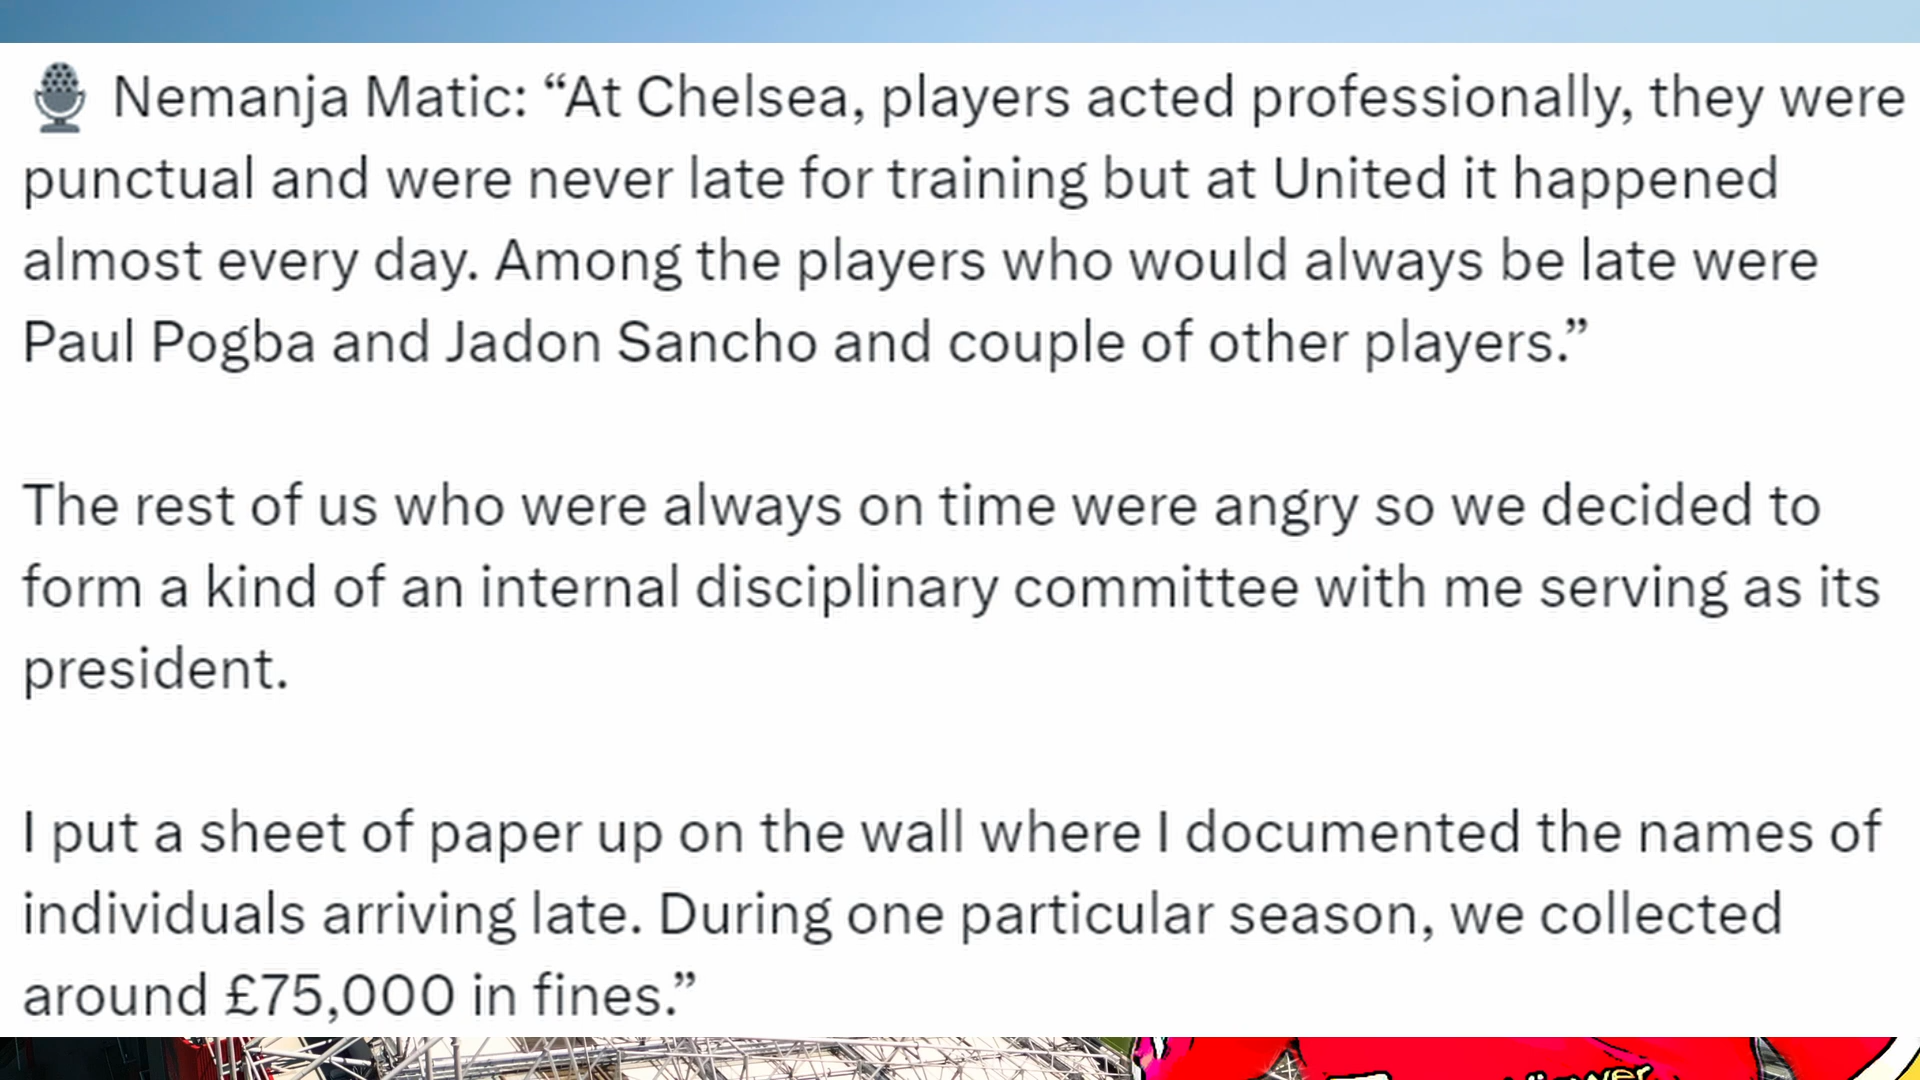 Nemanja Matic: “At Chelsea, players acted professionally, they were
punctual and were never late for training but at United it happened
almost every day. Among the players who would always be late were
Paul Pogba and Jadon Sancho and couple of other players.”
The rest of us who were always on time were angry so we decided to
form a kind of an internal disciplinary committee with me serving as its
president.
I put a sheet of paper up on the wall where I documented the names of
individuals arriving late. During one particular season, we collected
around £75,000 in fines.”